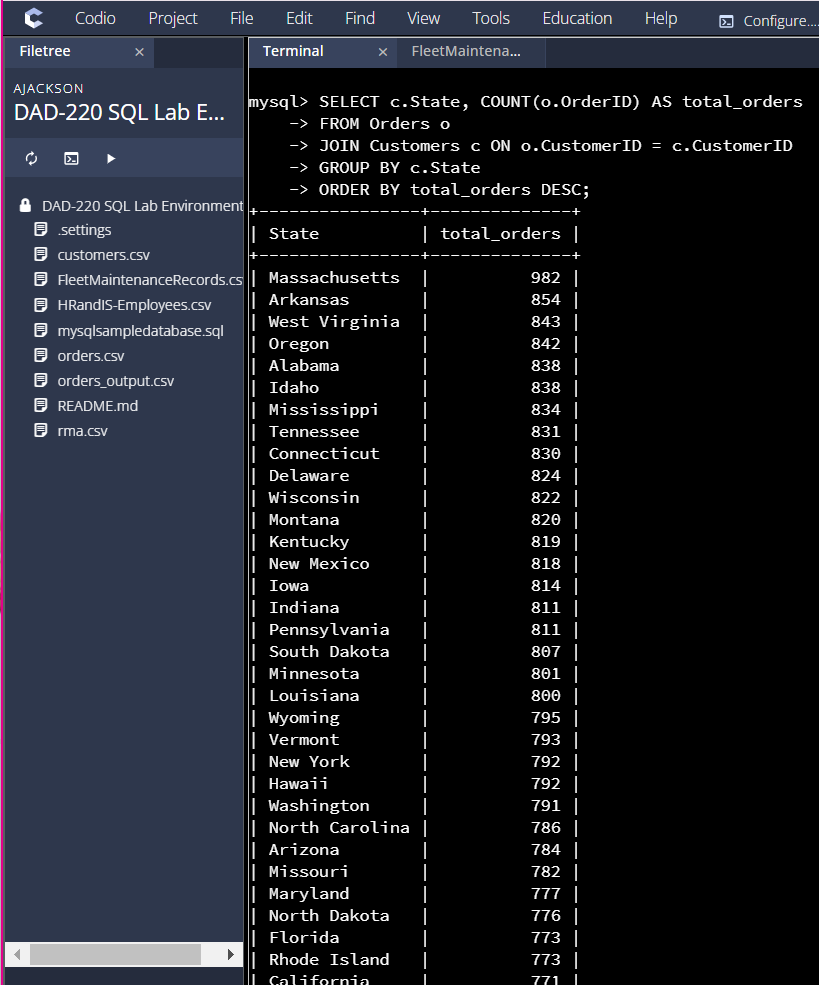 Codio Project File Edit Find View Tools Education Help Configure....
Filetree × Terminal × FleetMaintena...
AJACKSON
DAD-220 SQL Lab E...
DAD-220 SQL Lab Environment
.settings
customers.csv
FleetMaintenanceRecords.cs
HRandIS-Employees.csv
mysqlsampledatabase.sql
orders.csv
orders_output.csv
README.md
rma.csv
mysql> SELECT c.State, COUNT(o.OrderID) AS total_orders
    -> FROM Orders o
    -> JOIN Customers c ON o.CustomerID = c.CustomerID
    -> GROUP BY c.State
    -> ORDER BY total_orders DESC;
+----------------+--------------+
| State          | total_orders |
+----------------+--------------+
| Massachusetts  |          982 |
| Arkansas       |          854 |
| West Virginia  |          843 |
| Oregon         |          842 |
| Alabama        |          838 |
| Idaho          |          838 |
| Mississippi    |          834 |
| Tennessee      |          831 |
| Connecticut    |          830 |
| Delaware       |          824 |
| Wisconsin      |          822 |
| Montana        |          820 |
| Kentucky       |          819 |
| New Mexico     |          818 |
| Iowa           |          814 |
| Indiana        |          811 |
| Pennsylvania   |          811 |
| South Dakota   |          807 |
| Minnesota      |          801 |
| Louisiana      |          800 |
| Wyoming        |          795 |
| Vermont        |          793 |
| New York       |          792 |
| Hawaii         |          792 |
| Washington     |          791 |
| North Carolina |          786 |
| Arizona        |          784 |
| Missouri       |          782 |
| Maryland       |          777 |
| North Dakota   |          776 |
| Florida        |          773 |
| Rhode Island   |          773 |
| California     |          771 |